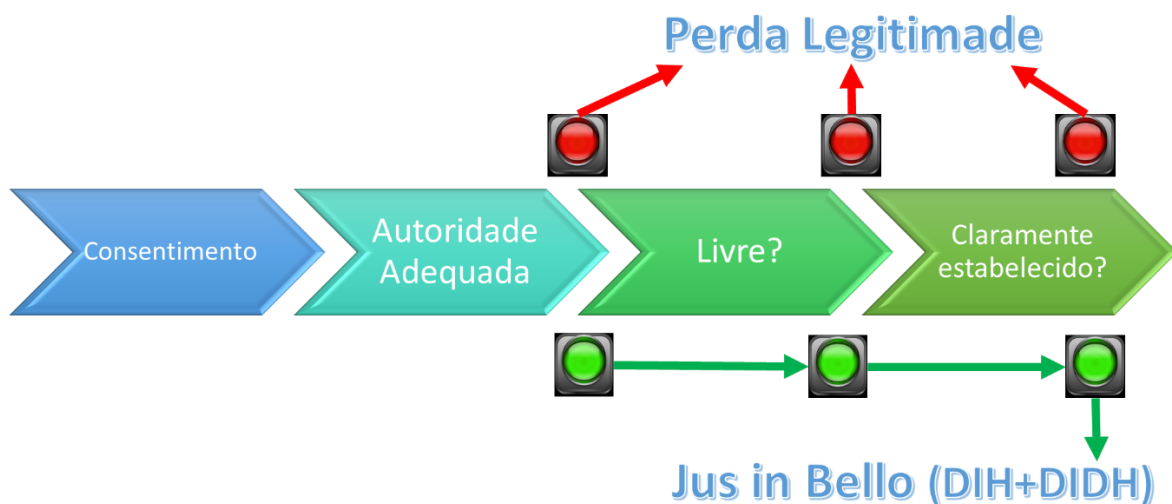 Perda Legitimade
Consentimento
Autoridade
Adequada
Livre?
Claramente
estabelecido?
Jus in Bello (DIH+DIDH)